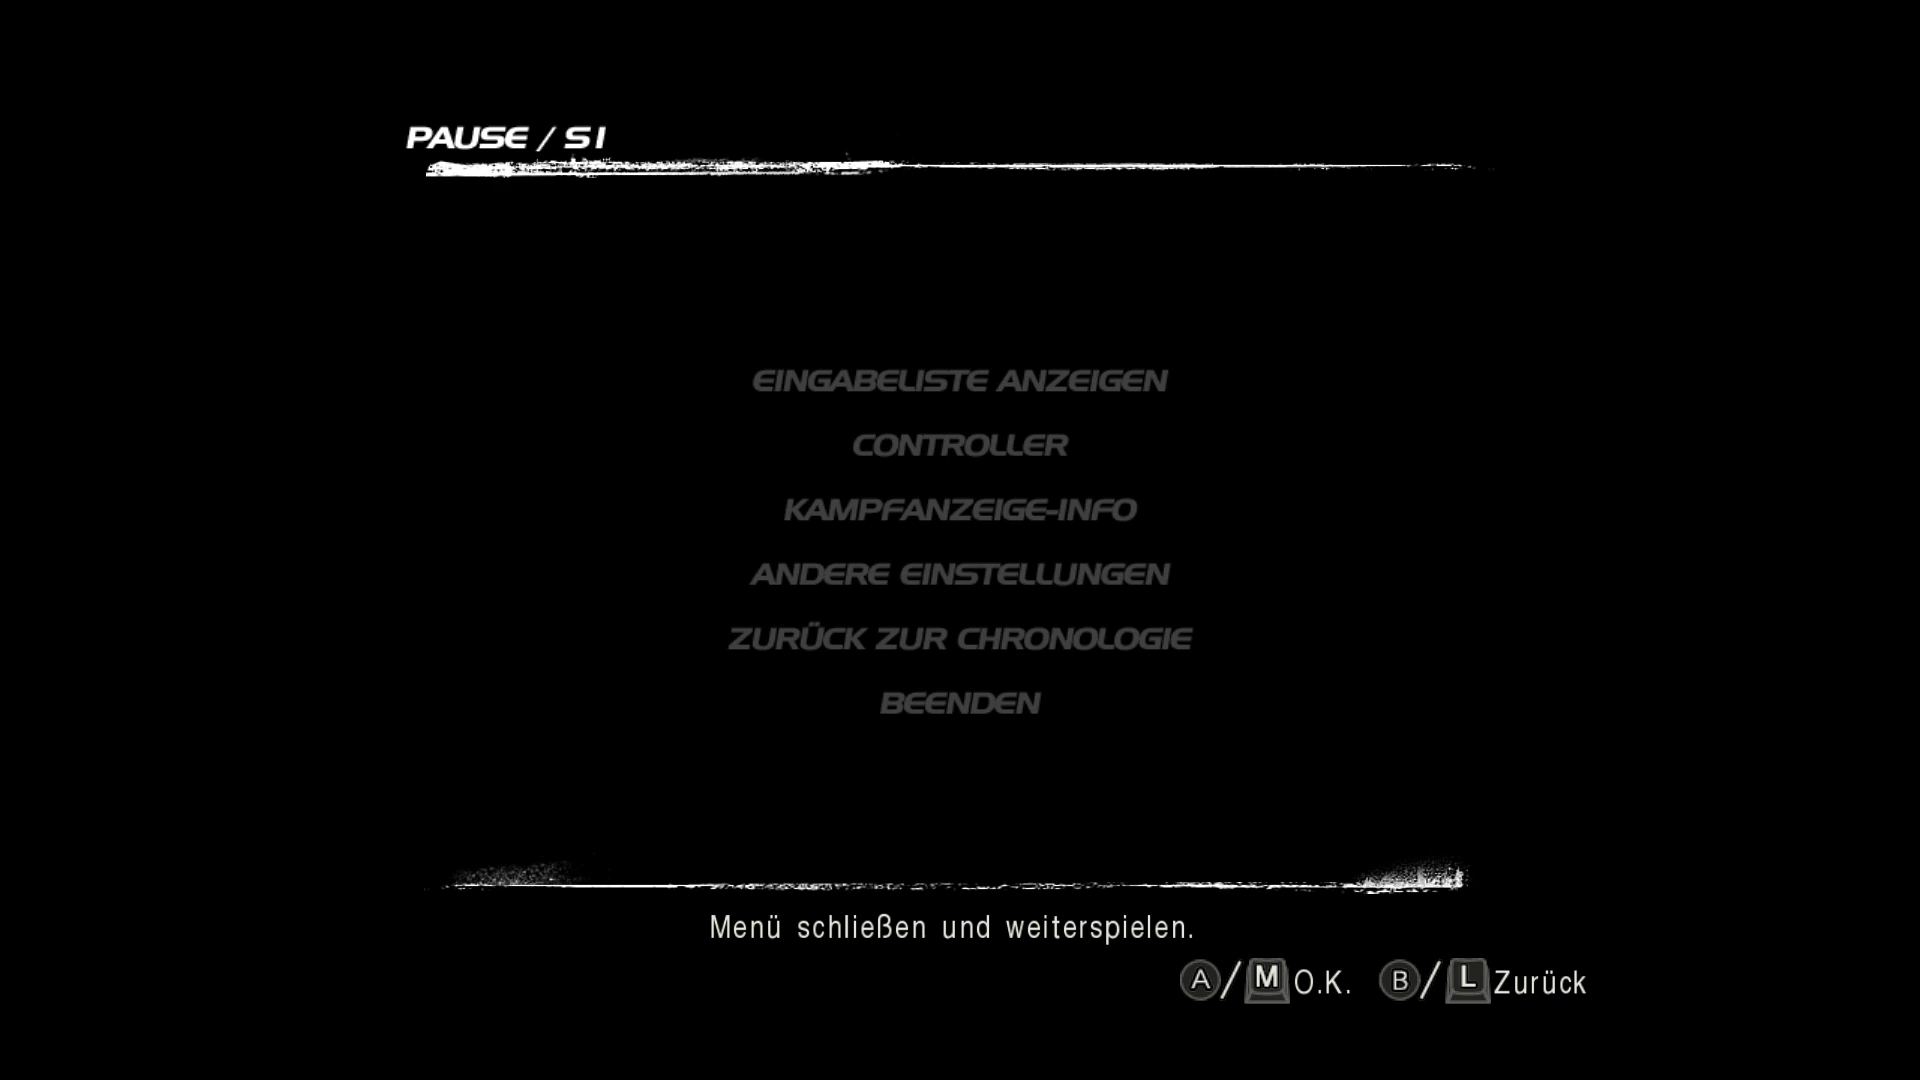 PAUSE / S1
EINGABELISTE ANZEIGEN
CONTROLLER
KAMPFANZEIGE-INFO
ANDERE EINSTELLUNGEN
ZURÜCK ZUR CHRONOLOGIE
BEENDEN
Menü schließen und weiterspielen.
A/M O.K. B/L Zurück